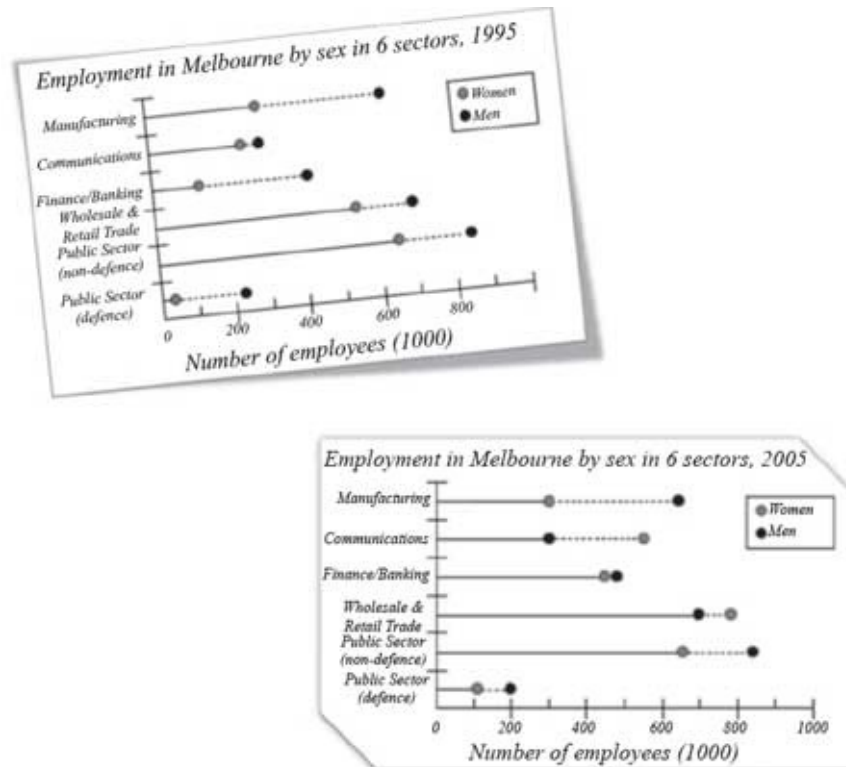 Employment in Melbourne by sex in 6 sectors, 1995
Women
Men
Manufacturing
Communications
Finance/Banking
Wholesale &
Retail Trade
Public Sector
(non-defence)
Public Sector
(defence)
0 200 400 600 800
Number of employees (1000)
Employment in Melbourne by sex in 6 sectors, 2005
Women
Men
Manufacturing
Communications
Finance/Banking
Wholesale &
Retail Trade
Public Sector
(non-defence)
Public Sector
(defence)
0 200 400 600 800 1000
Number of employees (1000)